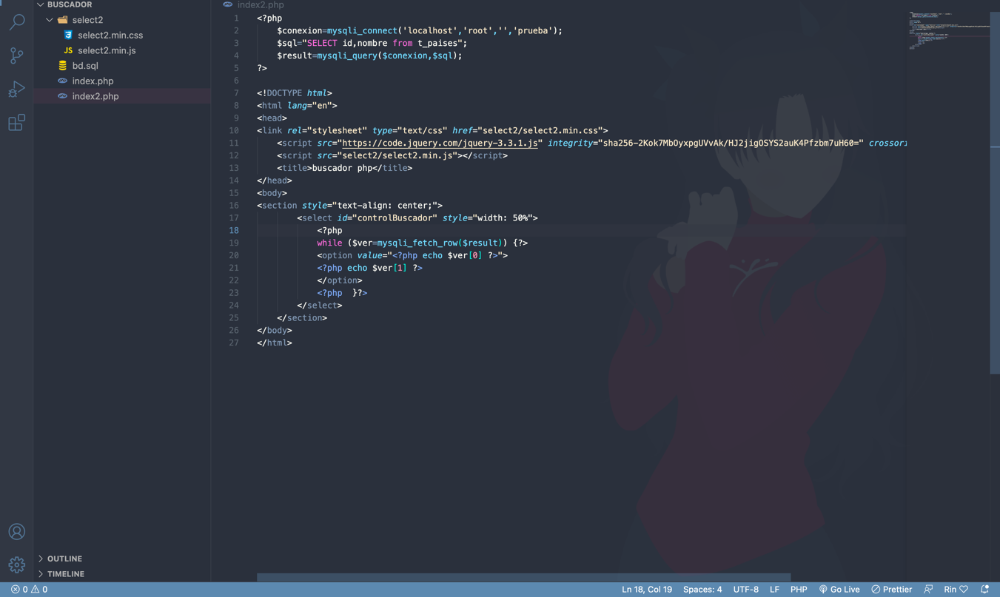 BUSCADOR
select2
select2.min.css
JS select2.min.js
bd.sql
index.php
index2.php
OUTLINE
TIMELINE
index2.php
1 <?php
2 $conexion=mysqli_connect('localhost','root','','prueba');
3 $sql="SELECT id,nombre from t_paises";
4 $result=mysqli_query($conexion,$sql);
5 ?>
6
7 <!DOCTYPE html>
8 <html lang="en">
9 <head>
10 <link rel="stylesheet" type="text/css" href="select2/select2.min.css">
11 <script src="https://code.jquery.com/jquery-3.3.1.js" integrity="sha256-2Kok7MbOyxpgUVvAk/HJ2jigOSYS2auK4Pfzbm7uH60=" crossori
12 <script src="select2/select2.min.js"></script>
13 <title>buscador php</title>
14 </head>
15 <body>
16 <section style="text-align: center;">
17 <select id="controlBuscador" style="width: 50%">
18 <?php
19 while ($ver=mysqli_fetch_row($result)) {?>
20 <option value="<?php echo $ver[0] ?>">
21 <?php echo $ver[1] ?>
22 </option>
23 <?php  }?>
24 </select>
25 </section>
26 </body>
27 </html>
0 0 Ln 18, Col 19 Spaces: 4 UTF-8 LF PHP Go Live Prettier Rin